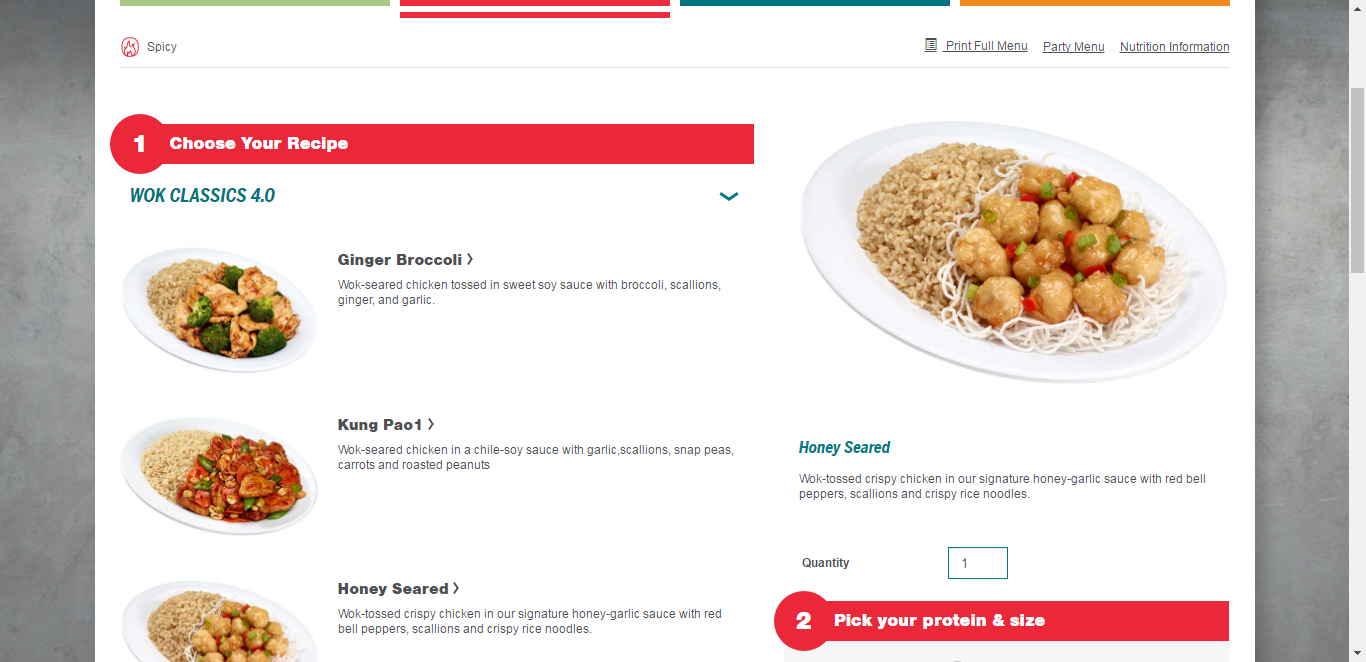 Spicy
Print Full Menu
Party Menu
Nutrition Information
1
Choose Your Recipe
WOK CLASSICS 4.0
Ginger Broccoli
Wok-seared chicken tossed in sweet soy sauce with broccoli, scallions,
ginger, and garlic.
Kung Pao1
Wok-seared chicken in a chile-soy sauce with garlic,scallions, snap peas,
carrots and roasted peanuts
Honey Seared
Wok-tossed crispy chicken in our signature honey-garlic sauce with red
bell peppers, scallions and crispy rice noodles.
Honey Seared
Wok-tossed crispy chicken in our signature honey-garlic sauce with red bell
peppers, scallions and crispy rice noodles.
Quantity
1
2
Pick your protein & size